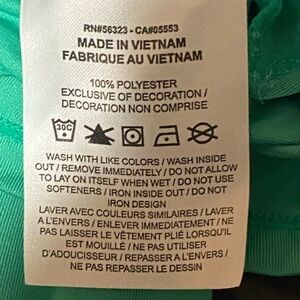 RN#56323 - CA#05553
MADE IN VIETNAM
FABRIQUE AU VIETNAM
100% POLYESTER
EXCLUSIVE OF DECORATION /
DECORATION NON COMPRISE
30C
WASH WITH LIKE COLORS / WASH INSIDE
OUT / REMOVE IMMEDIATELY / DO NOT ALLOW
TO LAY ON ITSELF WHEN WET / DO NOT USE
SOFTENERS / IRON INSIDE OUT / DO NOT
IRON DESIGN
LAVER AVEC COULEURS SIMILAIRES / LAVER
A L'ENVERS / ENLEVER IMMEDIATEMENT / NE
PAS LAISSER LE VÊTEMENT PLIÉ LORSQU'IL
EST MOUILLÉ / NE PAS UTILISER
D'ADOUCISSEUR / REPASSER A L'ENVERS /
NE PAS REPASSER LE DESSIN